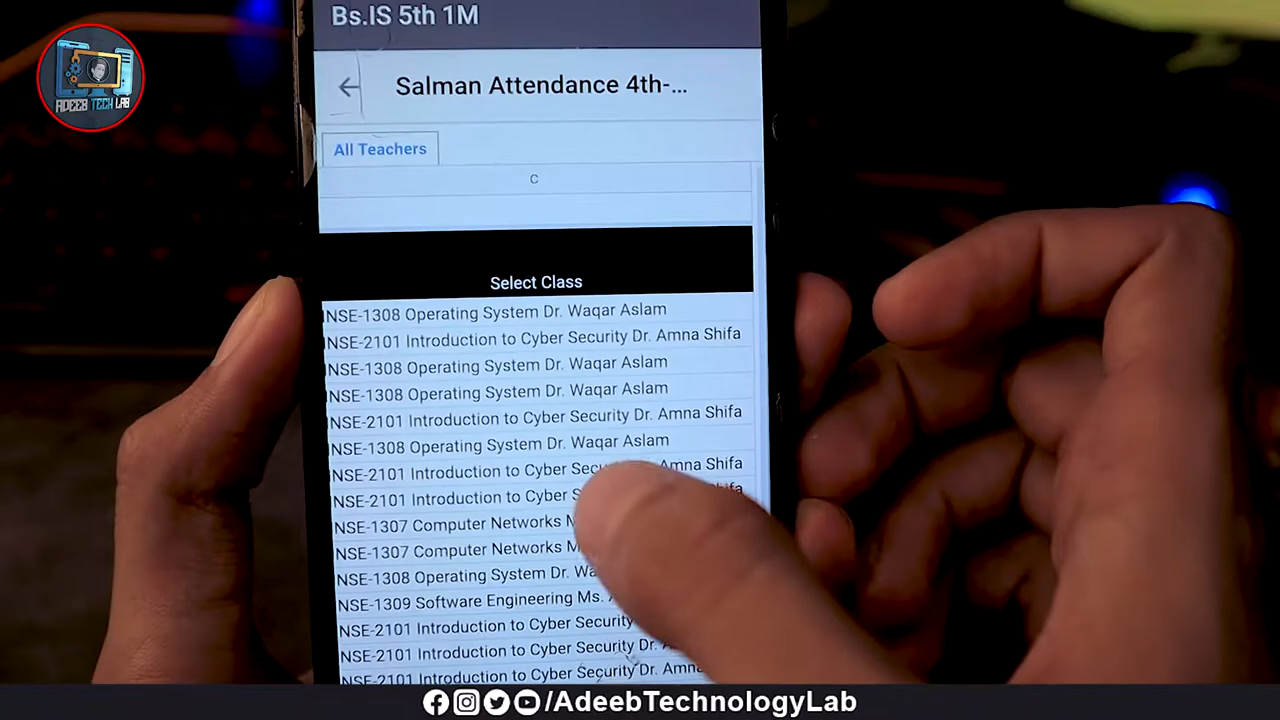 Bs.IS 5th 1M
ADEEB TECH LAB
Salman Attendance 4th-...
All Teachers
C
Select Class
NSE-1308 Operating System Dr. Waqar Aslam
NSE-2101 Introduction to Cyber Security Dr. Amna Shifa
NSE-1308 Operating System Dr. Waqar Aslam
NSE-1308 Operating System Dr. Waqar Aslam
NSE-2101 Introduction to Cyber Security Dr. Amna Shifa
NSE-1308 Operating System Dr. Waqar Aslam
NSE-2101 Introduction to Cyber Amna Shifa
NSE-2101 Introduction to Cyber
NSE-1307 Computer Networks
NSE-1307 Computer Networks
NSE-1308 Operating System Dr.
NSE-1309 Software Engineering Ms.
NSE-2101 Introduction to Cyber Security
NSE-2101 Introduction to Cyber Security Dr.
NSE-2101 Introduction to Cyber Security Dr. Amna
/AdeebTechnologyLab